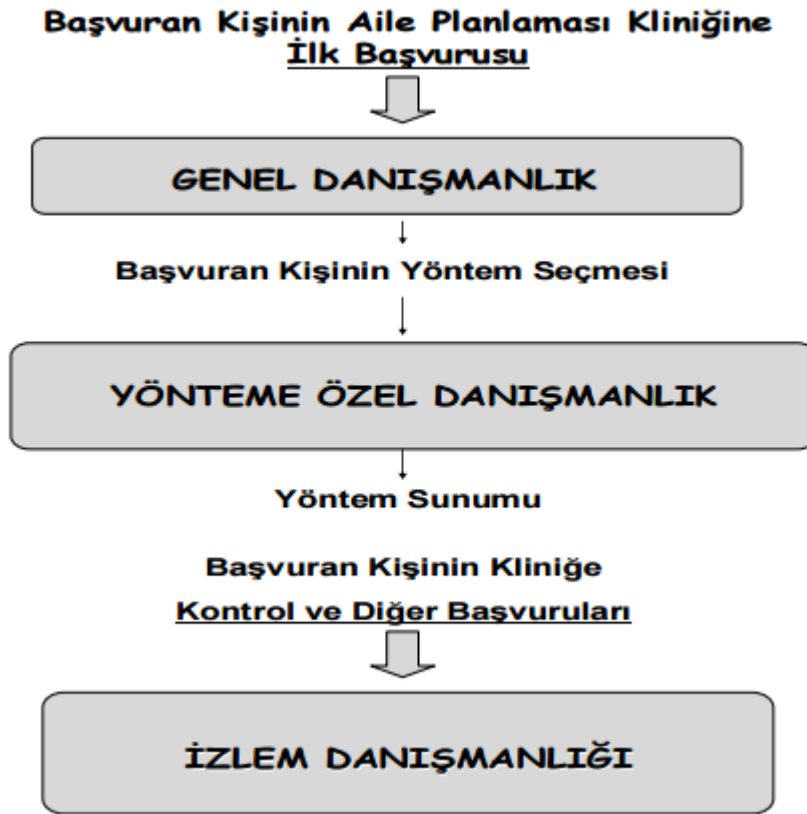 Başvuran Kişinin Aile Planlaması Kliniğine
İlk Başvurusu
GENEL DANIŞMANLIK
Başvuran Kişinin Yöntem Seçmesi
YÖNTEME ÖZEL DANIŞMANLIK
Yöntem Sunumu
Başvuran Kişinin Kliniğe
Kontrol ve Diğer Başvuruları
İZLEM DANIŞMANLIĞI